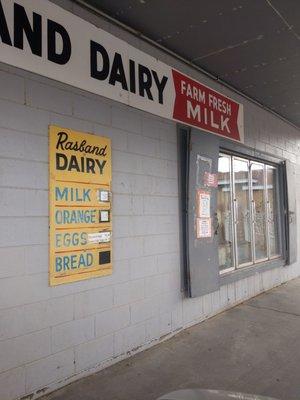 AND DAIRY
FARM FRESH
MILK
Rasband
DAIRY
MILK
ORANGE
EGGS
BREAD